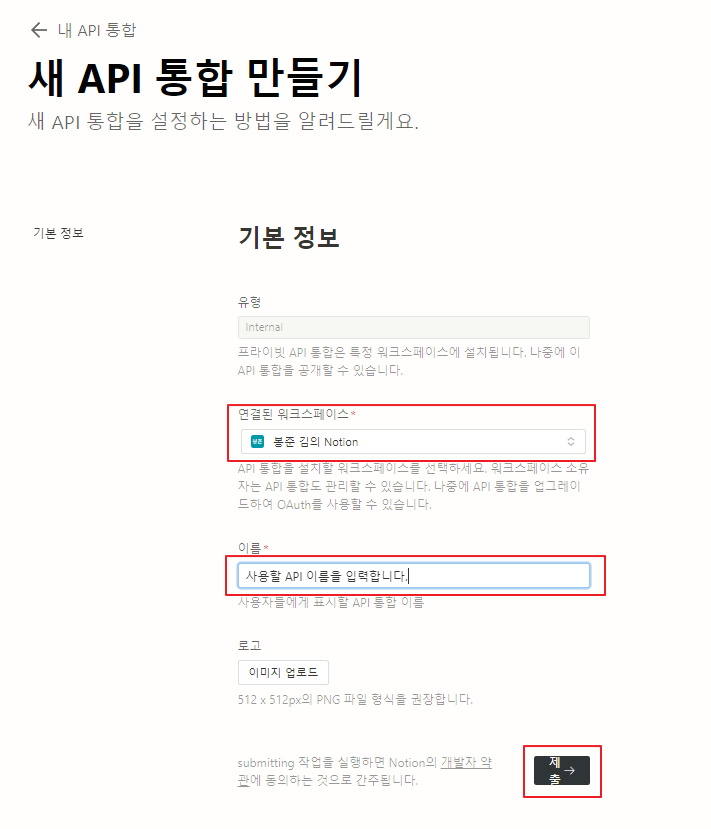 ← 내 API 통합
새 API 통합 만들기
새 API 통합을 설정하는 방법을 알려드릴게요.
기본 정보
기본 정보
유형
Internal
프라이빗 API 통합은 특정 워크스페이스에 설치됩니다. 나중에 이
API 통합을 공개할 수 있습니다.
연결된 워크스페이스*
봉준 김의 Notion
API 통합을 설치할 워크스페이스를 선택하세요. 워크스페이스 소유
자는 API 통합도 관리할 수 있습니다. 나중에 API 통합을 업그레이
드하여 OAuth를 사용할 수 있습니다.
이름*
사용할 API 이름을 입력합니다.
사용자들에게 표시할 API 통합 이름
로고
이미지 업로드
512 x 512px의 PNG 파일 형식을 권장합니다.
submitting 작업을 실행하면 Notion의 개발자 약
관에 동의하는 것으로 간주됩니다.
제
출 →